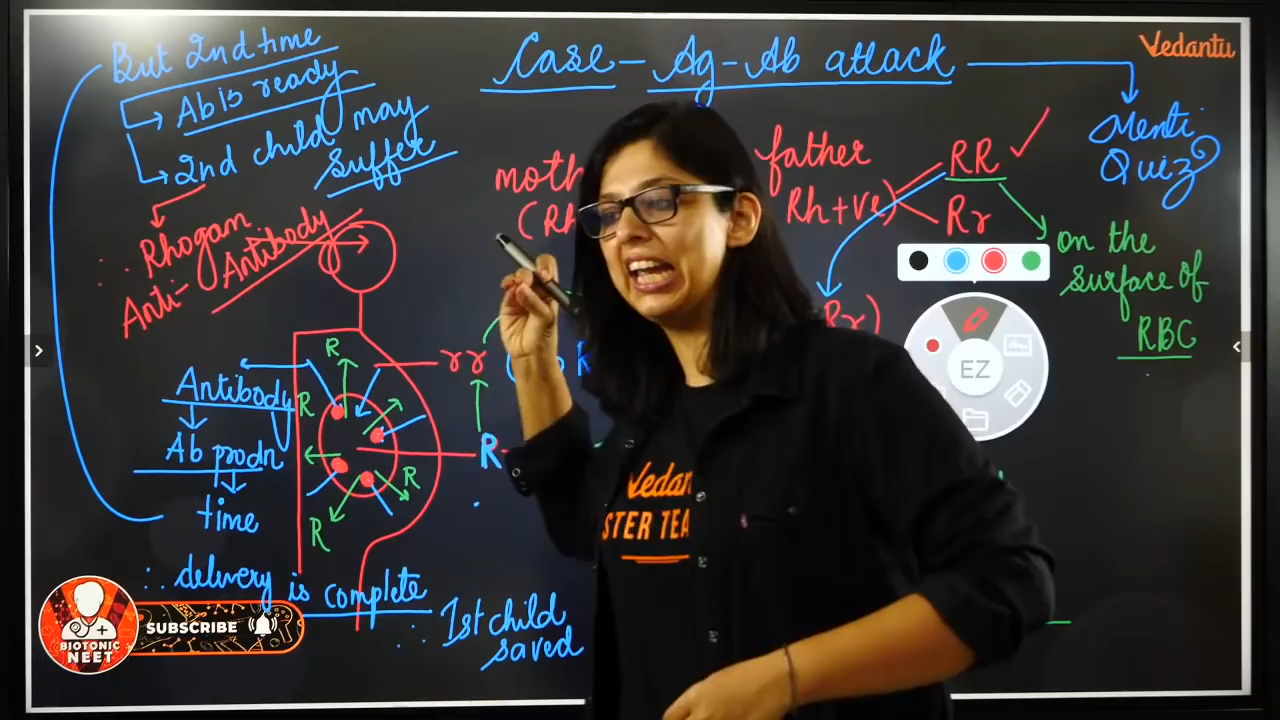 But 2nd time
Ab is ready
2nd child may
Suffer
Rhogam
Anti- Antibody
Case - Ag - Ab attack
Vedantu
Menti
Quiz
father
Rh+ve)
RR
Rr
on the
surface of
RBC
Rr)
EZ
rr
R
R
R
R
R
Antibody
Ab prodn
time
∴ delivery is complete
∴ 1st child
saved
SUBSCRIBE
BIOTONIC
NEET